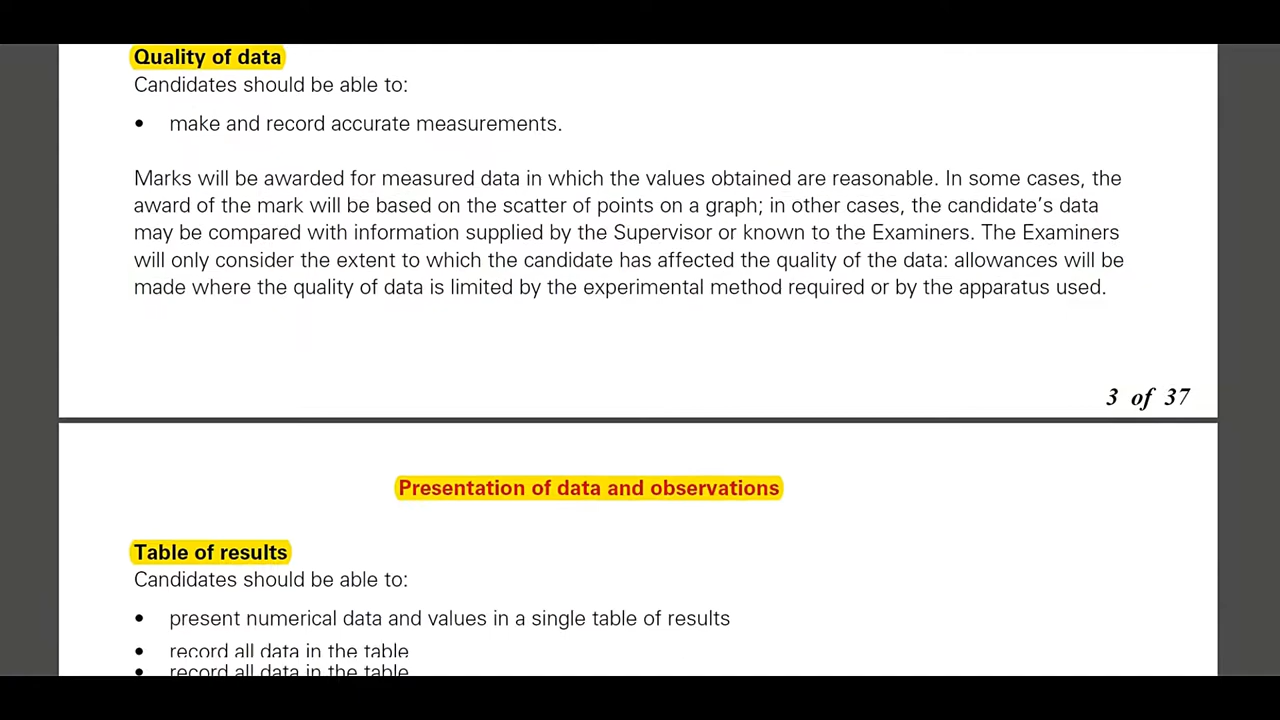 Quality of data
Candidates should be able to:
• make and record accurate measurements.
Marks will be awarded for measured data in which the values obtained are reasonable. In some cases, the
award of the mark will be based on the scatter of points on a graph; in other cases, the candidate's data
may be compared with information supplied by the Supervisor or known to the Examiners. The Examiners
will only consider the extent to which the candidate has affected the quality of the data: allowances will be
made where the quality of data is limited by the experimental method required or by the apparatus used.
3 of 37
Presentation of data and observations
Table of results
Candidates should be able to:
• present numerical data and values in a single table of results
• record all data in the table
• record all data in the table